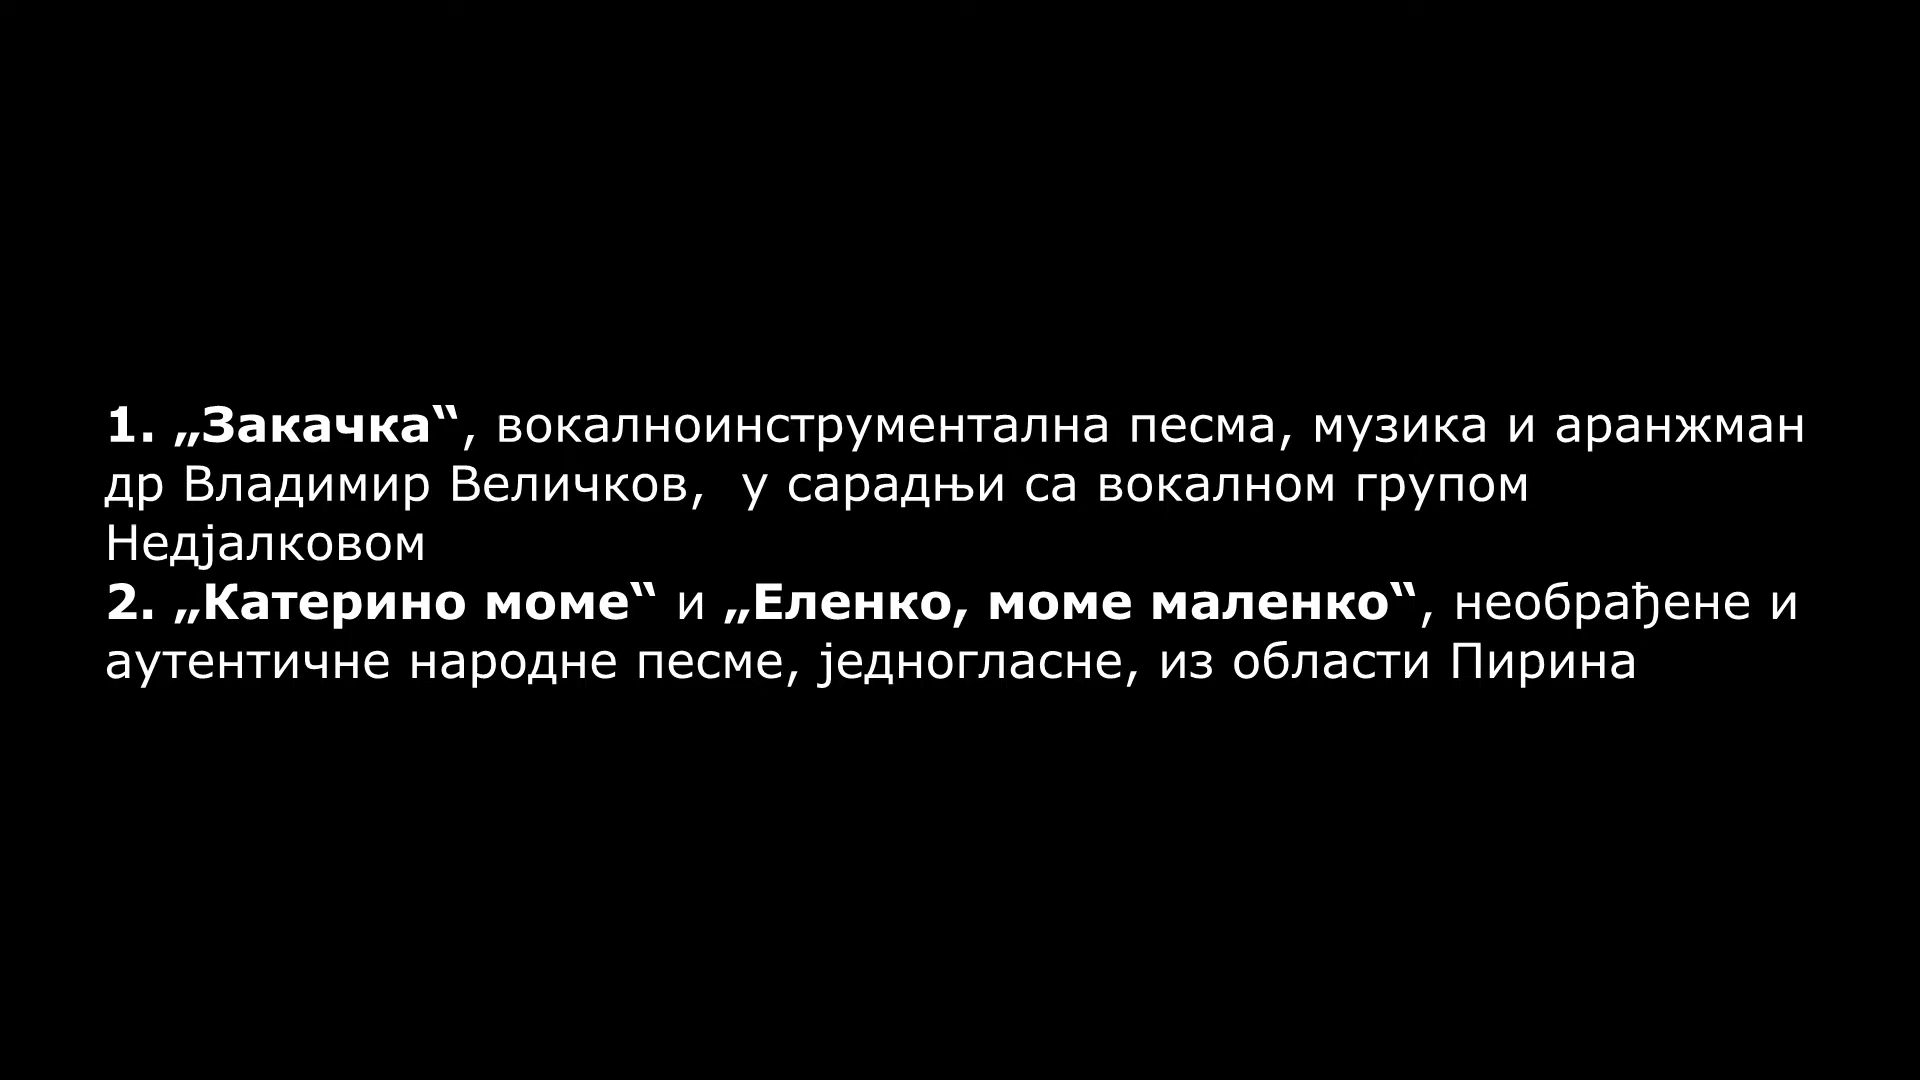 1. „Закачка“, вокалноинструментална песма, музика и аранжман
др Владимир Величков,  у сарадњи са вокалном групом
Недјалковом
2. „Катерино моме“ и „Еленко, моме маленко“, необрађене и
аутентичне народне песме, једногласне, из области Пирина